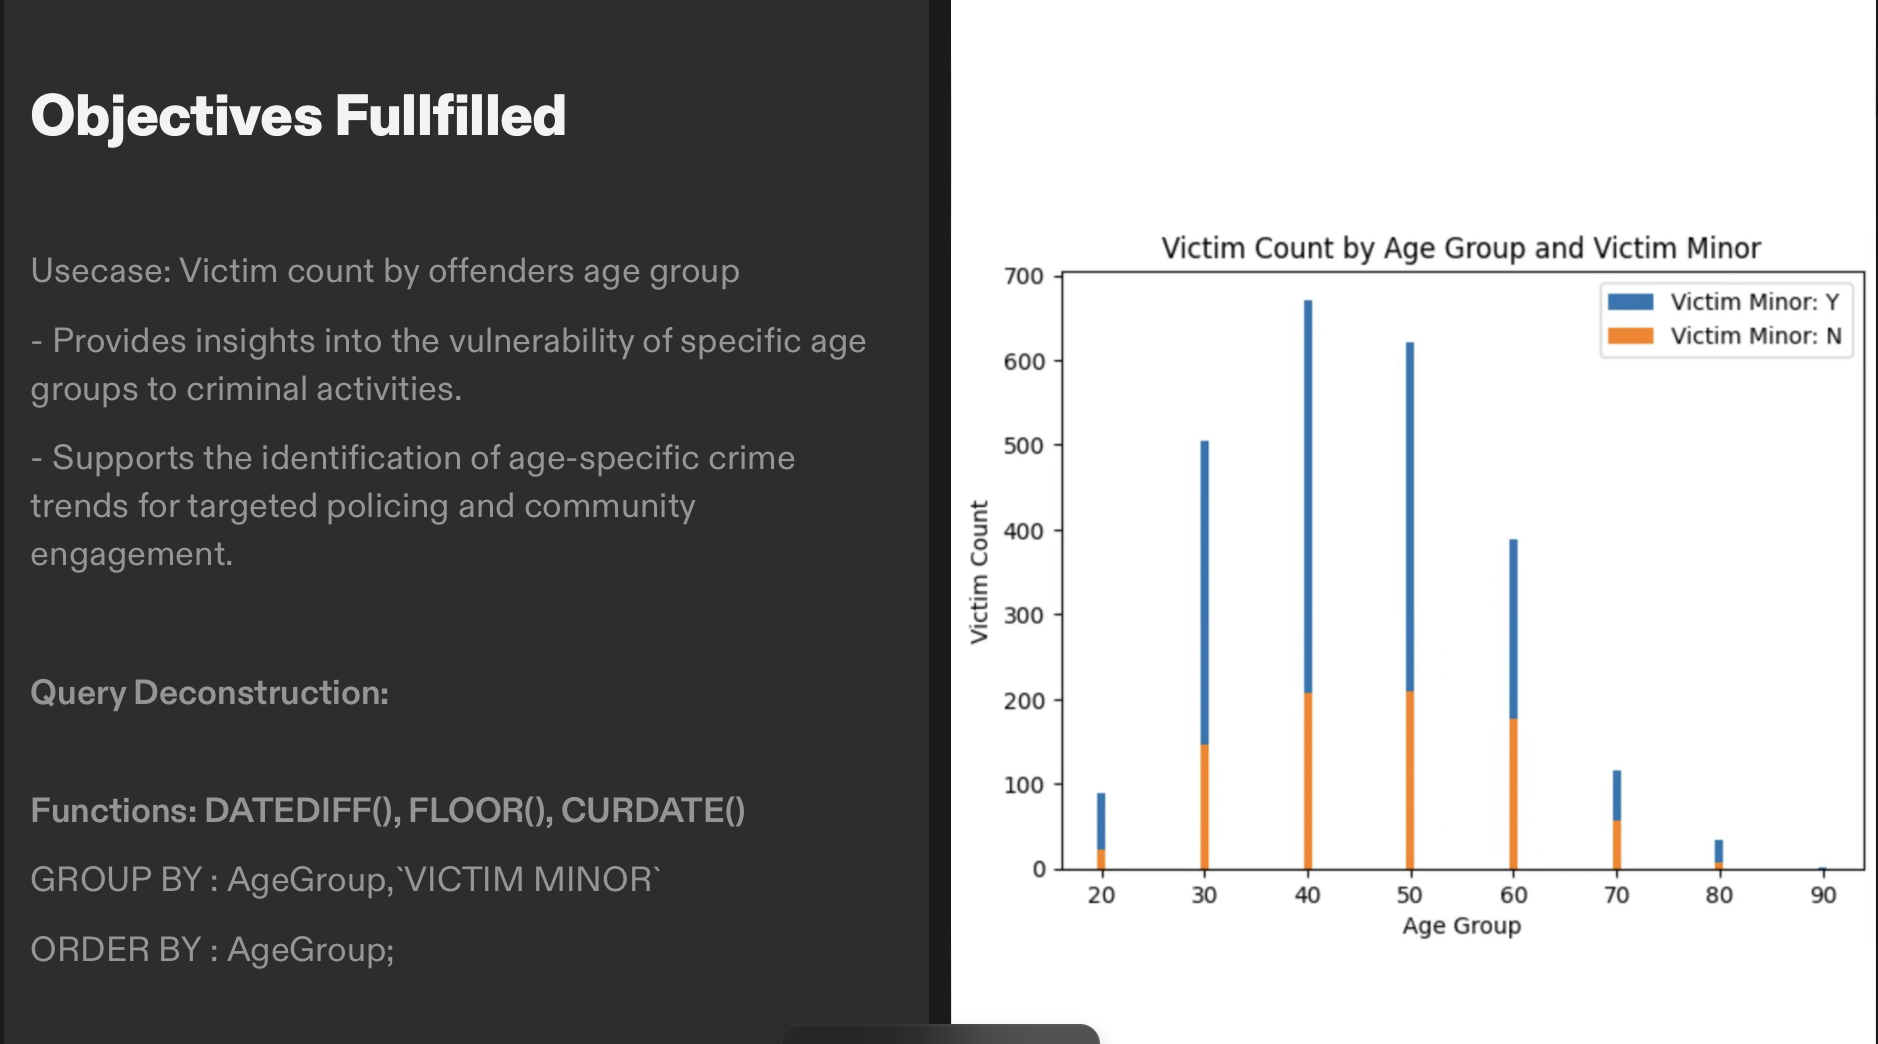 Objectives Fullfilled
Usecase: Victim count by offenders age group
- Provides insights into the vulnerability of specific age
groups to criminal activities.
- Supports the identification of age-specific crime
trends for targeted policing and community
engagement.
Query Deconstruction:
Functions: DATEDIFF(), FLOOR(), CURDATE()
GROUP BY : AgeGroup,`VICTIM MINOR`
ORDER BY : AgeGroup;
Victim Count by Age Group and Victim Minor
Victim Minor: Y
Victim Minor: N
Victim Count
700
600
500
400
300
200
100
0
20 30 40 50 60 70 80 90
Age Group